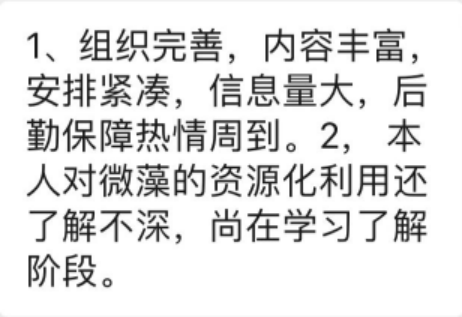 1、组织完善，内容丰富，
安排紧凑，信息量大，后
勤保障热情周到。2， 本
人对微藻的资源化利用还
了解不深，尚在学习了解
阶段。